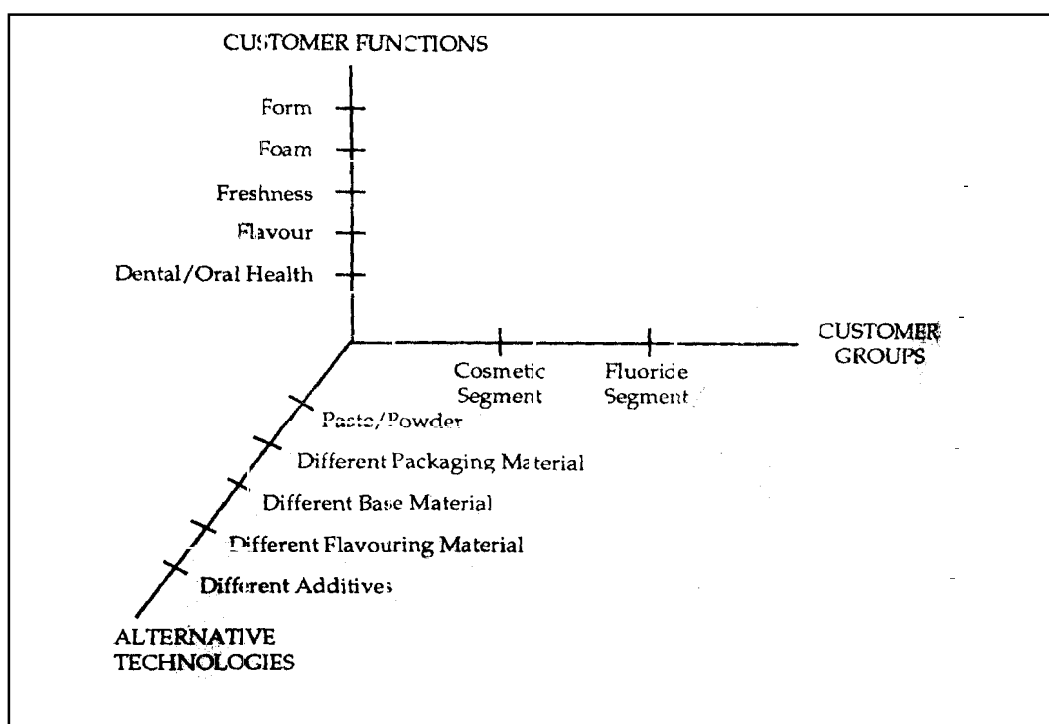 CUSTOMER FUNCTIONS
Form
Foam
Freshness
Flavour
Dental/Oral Health
CUSTOMER
GROUPS
Cosmetic
Segment
Fluoride
Segment
Paste/Powder
Different Packaging Material
Different Base Material
Different Flavouring Material
Different Additives
ALTERNATIVE
TECHNOLOGIES